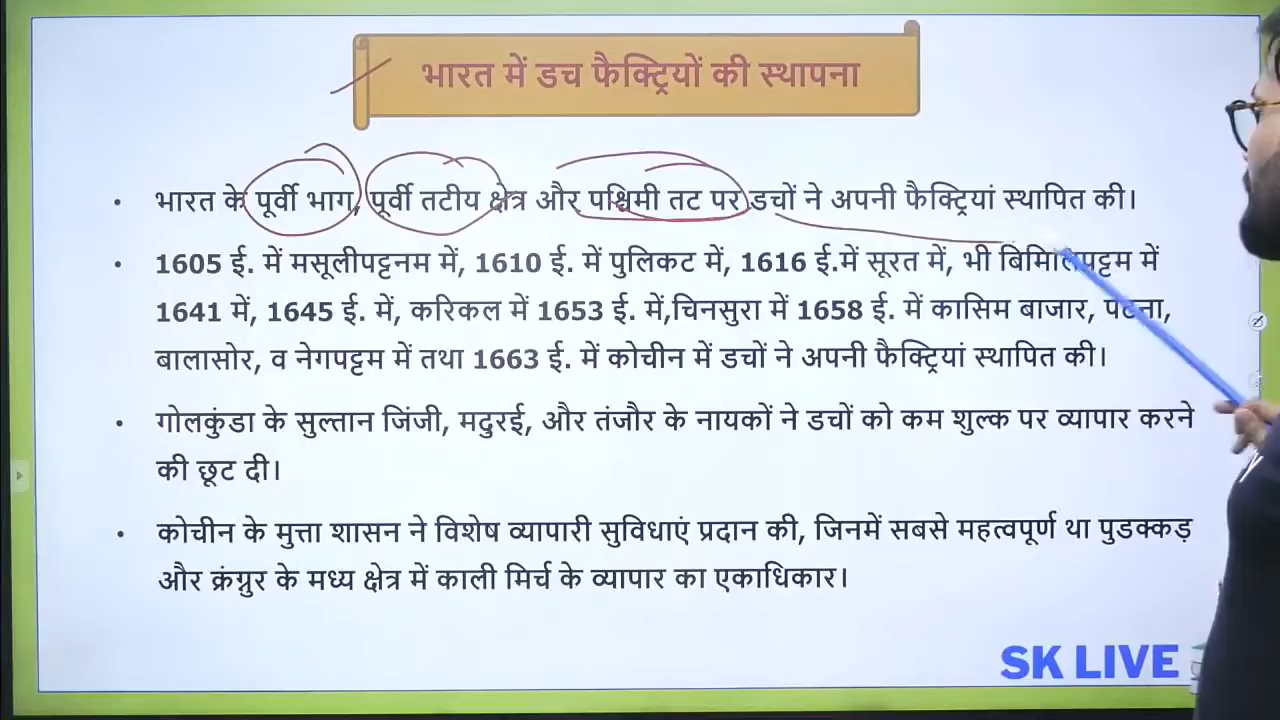 भारत में डच फैक्ट्रियों की स्थापना
• भारत के पूर्वी भाग, पूर्वी तटीय क्षेत्र और पश्चिमी तट पर डचों ने अपनी फैक्ट्रियां स्थापित की।
• 1605 ई. में मसूलीपट्टनम में, 1610 ई. में पुलिकट में, 1616 ई.में सूरत में, भी बिमिलिपट्टम में
1641 में, 1645 ई. में, करिकल में 1653 ई. में,चिनसुरा में 1658 ई. में कासिम बाजार, पटना,
बालासोर, व नेगपट्टम में तथा 1663 ई. में कोचीन में डचों ने अपनी फैक्ट्रियां स्थापित की।
• गोलकुंडा के सुल्तान जिंजी, मदुरई, और तंजौर के नायकों ने डचों को कम शुल्क पर व्यापार करने
की छूट दी।
• कोचीन के मुत्ता शासन ने विशेष व्यापारी सुविधाएं प्रदान की, जिनमें सबसे महत्वपूर्ण था पुडक्कड़
और क्रंग्नुर के मध्य क्षेत्र में काली मिर्च के व्यापार का एकाधिकार।
SK LIVE